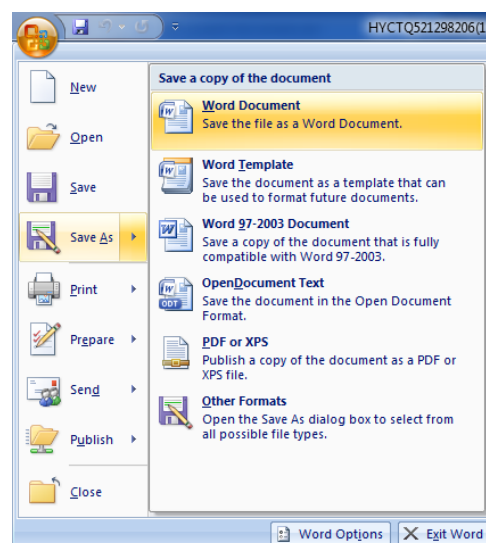 HYCTQ521298206(1
New
Open
Save
Save As
Print
Prepare
Send
Publish
Close
Save a copy of the document
Word Document
Save the file as a Word Document.
Word Template
Save the document as a template that can
be used to format future documents.
Word 97-2003 Document
Save a copy of the document that is fully
compatible with Word 97-2003.
OpenDocument Text
Save the document in the Open Document
Format.
PDF or XPS
Publish a copy of the document as a PDF or
XPS file.
Other Formats
Open the Save As dialog box to select from
all possible file types.
Word Options
Exit Word